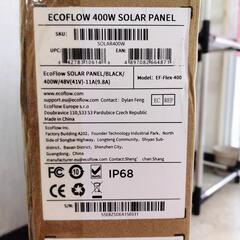 ECOFLOW 400W SOLAR PANEL
SKU:
SOLAR400W
UPC:
EAN:
EcoFlow SOLAR PANEL/BLACK/
400W/48V(41V)-11A(9.8A)
Model: EF-Flex-400
www.ecoflow.com
support.eu@ecoflow.com Contact: Dylan Feng
EcoFlow Europe s.r.o
Doubravice 110,533 53 Pardubice Czech Republic
Made in China
EC REP
IP68
EcoFlow Inc.
Factory Building A202, Founder Technology Industrial Park,
North Side of Songbai Highway, Longteng Community,
Shiyan Sub-district, Baoan District, Shenzhen City,
Guangdong Province, China
MAIL: support@ecoflow.com Contact: chan Shang